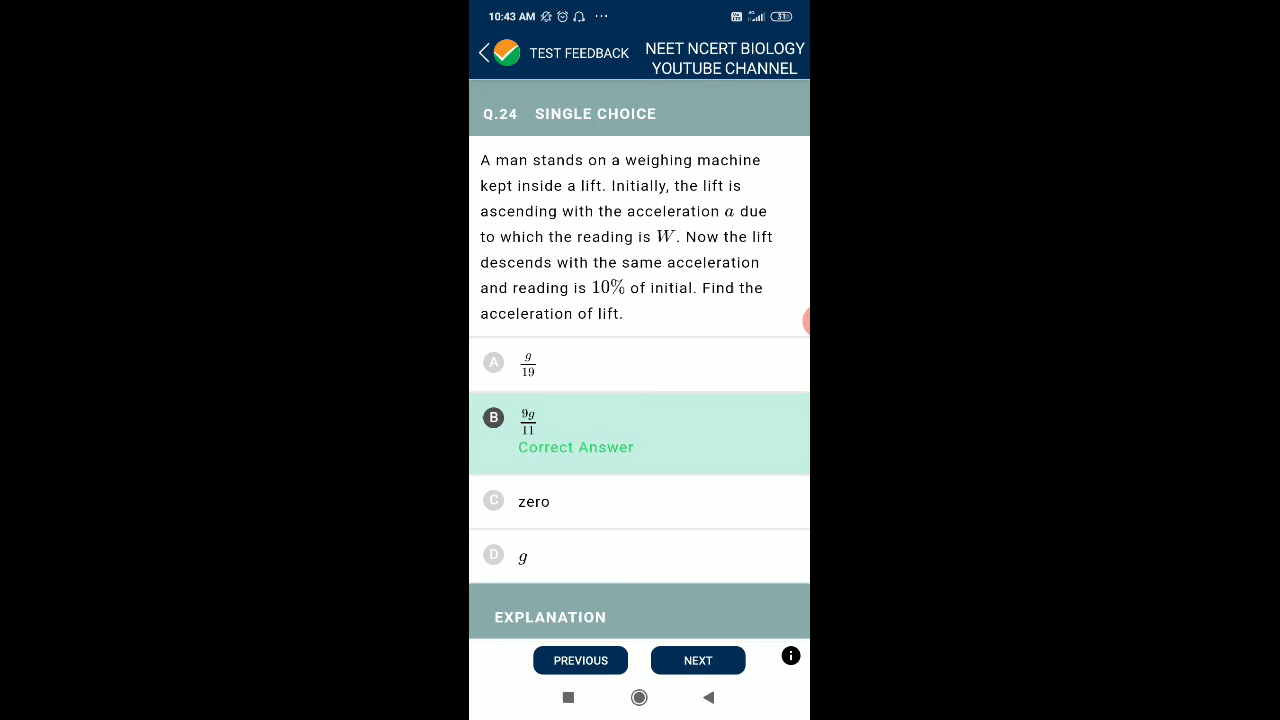 10:43 AM ... 31
TEST FEEDBACK
NEET NCERT BIOLOGY
YOUTUBE CHANNEL
Q.24 SINGLE CHOICE
A man stands on a weighing machine
kept inside a lift. Initially, the lift is
ascending with the acceleration a due
to which the reading is W. Now the lift
descends with the same acceleration
and reading is 10% of initial. Find the
acceleration of lift.
A g/19
B 9g/11
Correct Answer
C zero
D g
EXPLANATION
PREVIOUS NEXT i